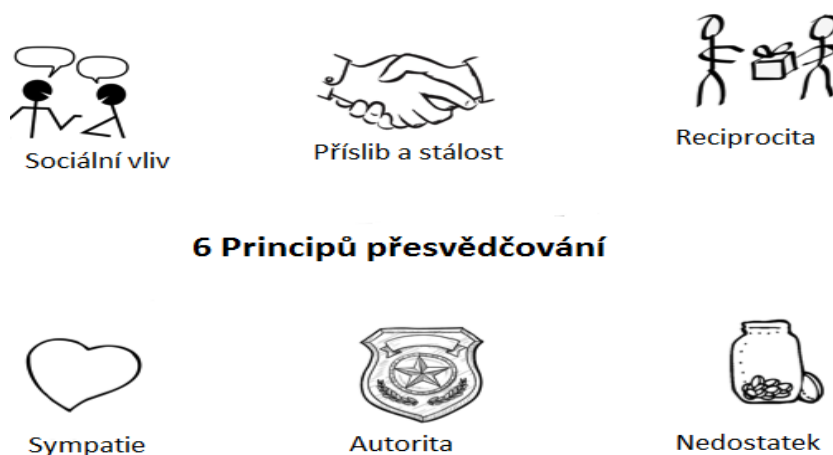 Sociální vliv
Příslib a stálost
Reciprocita
6 Principů přesvědčování
Sympatie
Autorita
Nedostatek